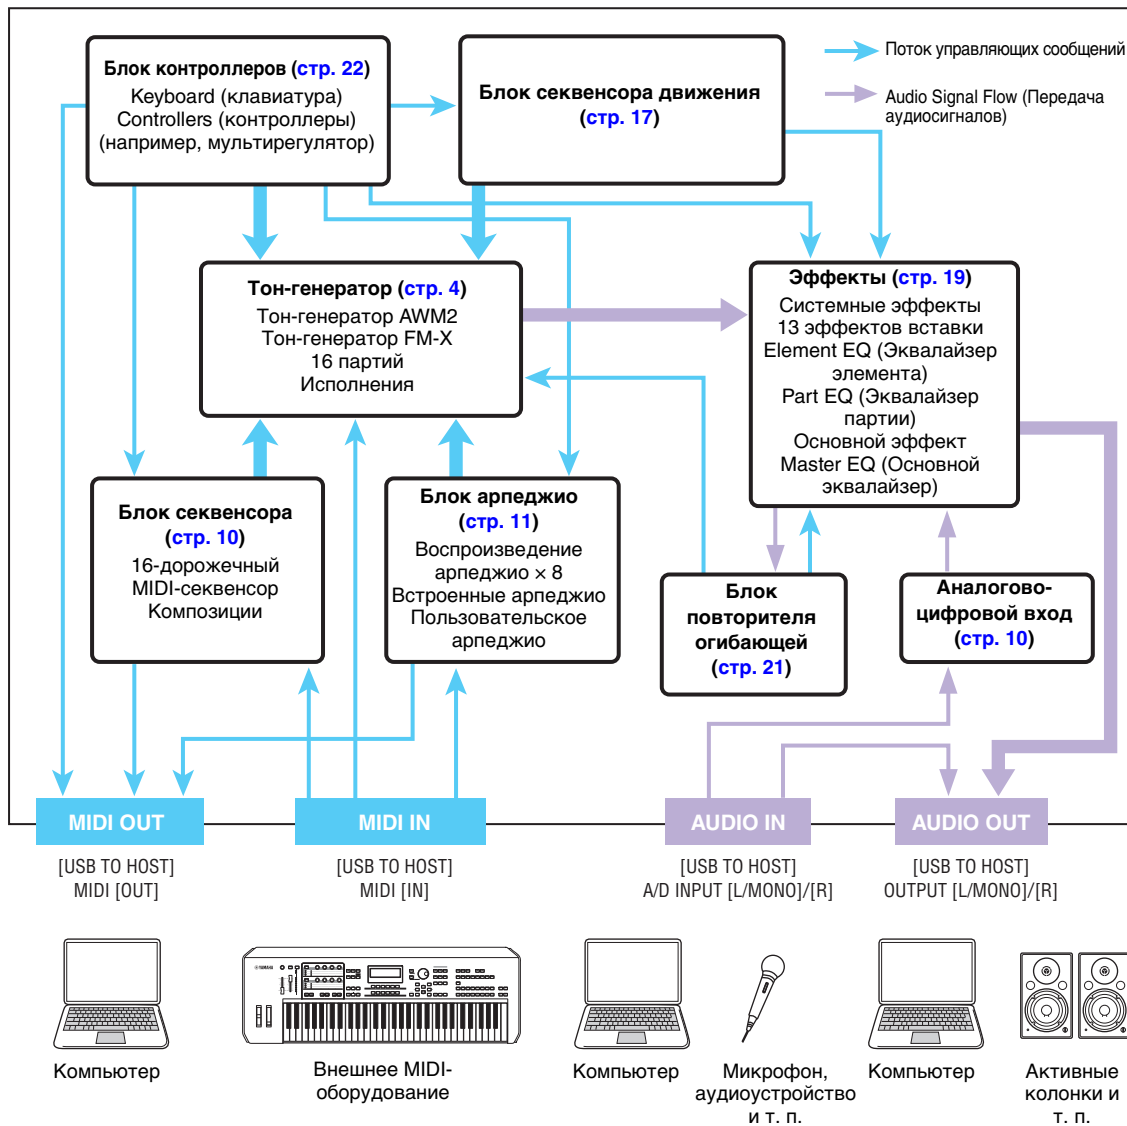 Блок контроллеров (стр. 22)
Keyboard (клавиатура)
Controllers (контроллеры)
(например, мультирегулятор)
Блок секвенсора движения
(стр. 17)
Поток управляющих сообщений
Audio Signal Flow (Передача
аудиосигналов)
Тон-генератор (стр. 4)
Тон-генератор AWM2
Тон-генератор FM-X
16 партий
Исполнения
Эффекты (стр. 19)
Системные эффекты
13 эффектов вставки
Element EQ (Эквалайзер
элемента)
Part EQ (Эквалайзер
партии)
Основной эффект
Master EQ (Основной
эквалайзер)
Блок секвенсора
(стр. 10)
16-дорожечный
MIDI-секвенсор
Композиции
Блок арпеджио
(стр. 11)
Воспроизведение
арпеджио × 8
Встроенные арпеджио
Пользовательское
арпеджио
Блок
повторителя
огибающей
(стр. 21)
Аналогово-
цифровой вход
(стр. 10)
MIDI OUT
MIDI IN
AUDIO IN
AUDIO OUT
[USB TO HOST]
MIDI [OUT]
[USB TO HOST]
MIDI [IN]
[USB TO HOST]
A/D INPUT [L/MONO]/[R]
[USB TO HOST]
OUTPUT [L/MONO]/[R]
YAMAHA
Компьютер
Внешнее MIDI-
оборудование
Компьютер
Микрофон,
аудиоустройство
и т. п.
Компьютер
Активные
колонки и
т. п.